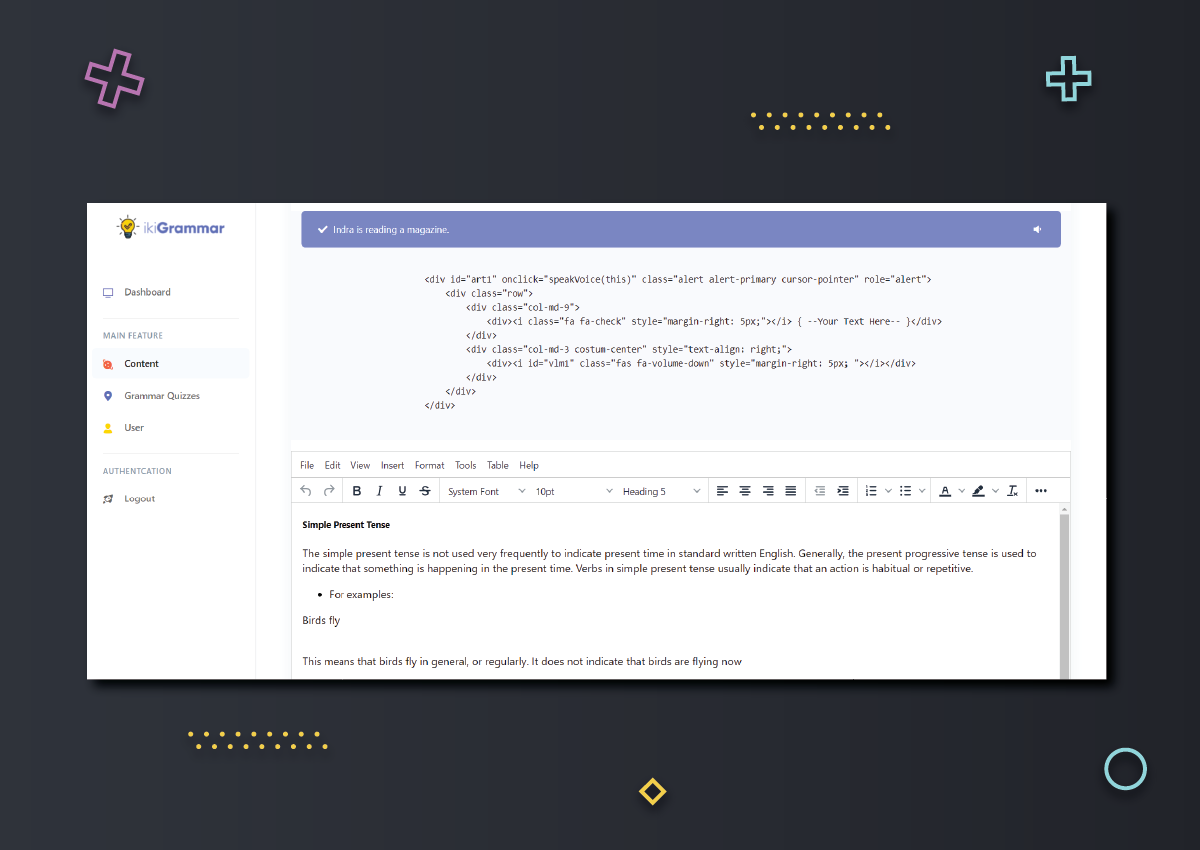 ikiGrammar
Dashboard
MAIN FEATURE
Content
Grammar Quizzes
User
AUTHENTCATION
Logout
Indra is reading a magazine.
<div id="art1" onclick="speakVoice(this)" class="alert alert-primary cursor-pointer" role="alert">
<div class="row">
<div class="col-md-9">
<div><i class="fa fa-check" style="margin-right: 5px;"></i> { --Your Text Here-- }</div>
</div>
<div class="col-md-3 costum-center" style="text-align: right;">
<div><i id="vlm1" class="fas fa-volume-down" style="margin-right: 5px; "></i></div>
</div>
</div>
</div>
File Edit View Insert Format Tools Table Help
B I U S System Font 10pt Heading 5 A
Simple Present Tense
The simple present tense is not used very frequently to indicate present time in standard written English. Generally, the present progressive tense is used to
indicate that something is happening in the present time. Verbs in simple present tense usually indicate that an action is habitual or repetitive.
• For examples:
Birds fly
This means that birds fly in general, or regularly. It does not indicate that birds are flying now